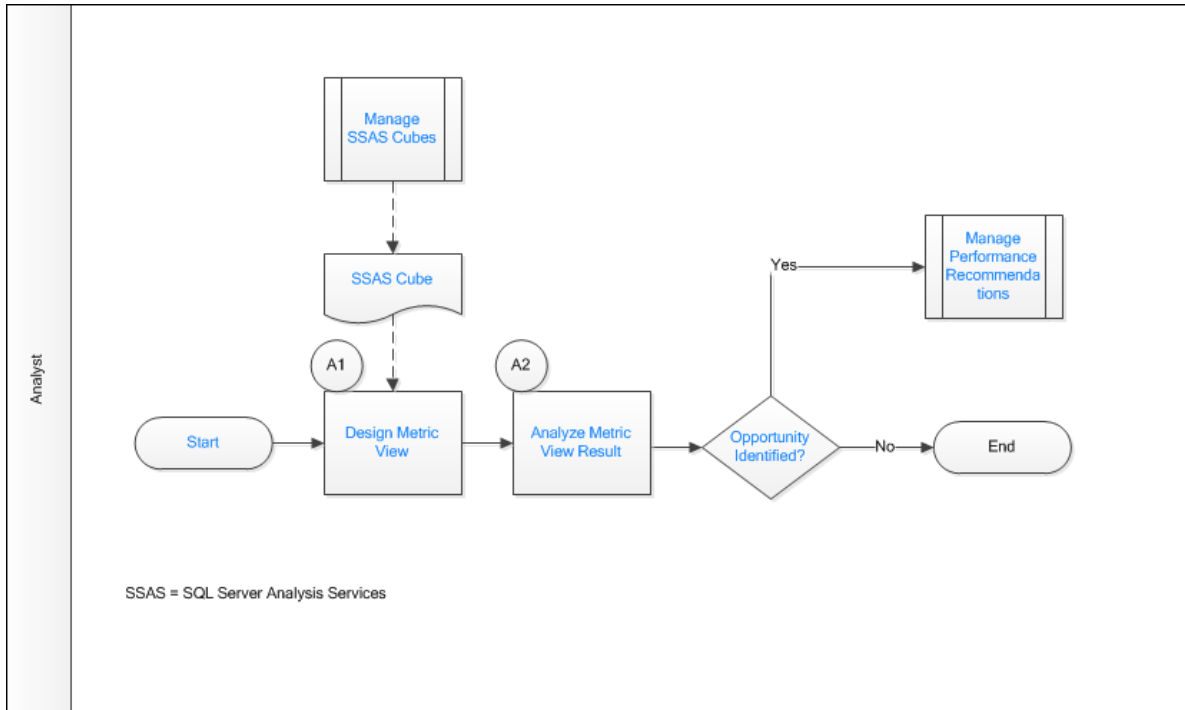 Analyst
Manage
SSAS Cubes
SSAS Cube
A1
A2
Start
Design Metric
View
Analyze Metric
View Result
Opportunity
Identified?
Yes
Manage
Performance
Recommenda
tions
No
End
SSAS = SQL Server Analysis Services